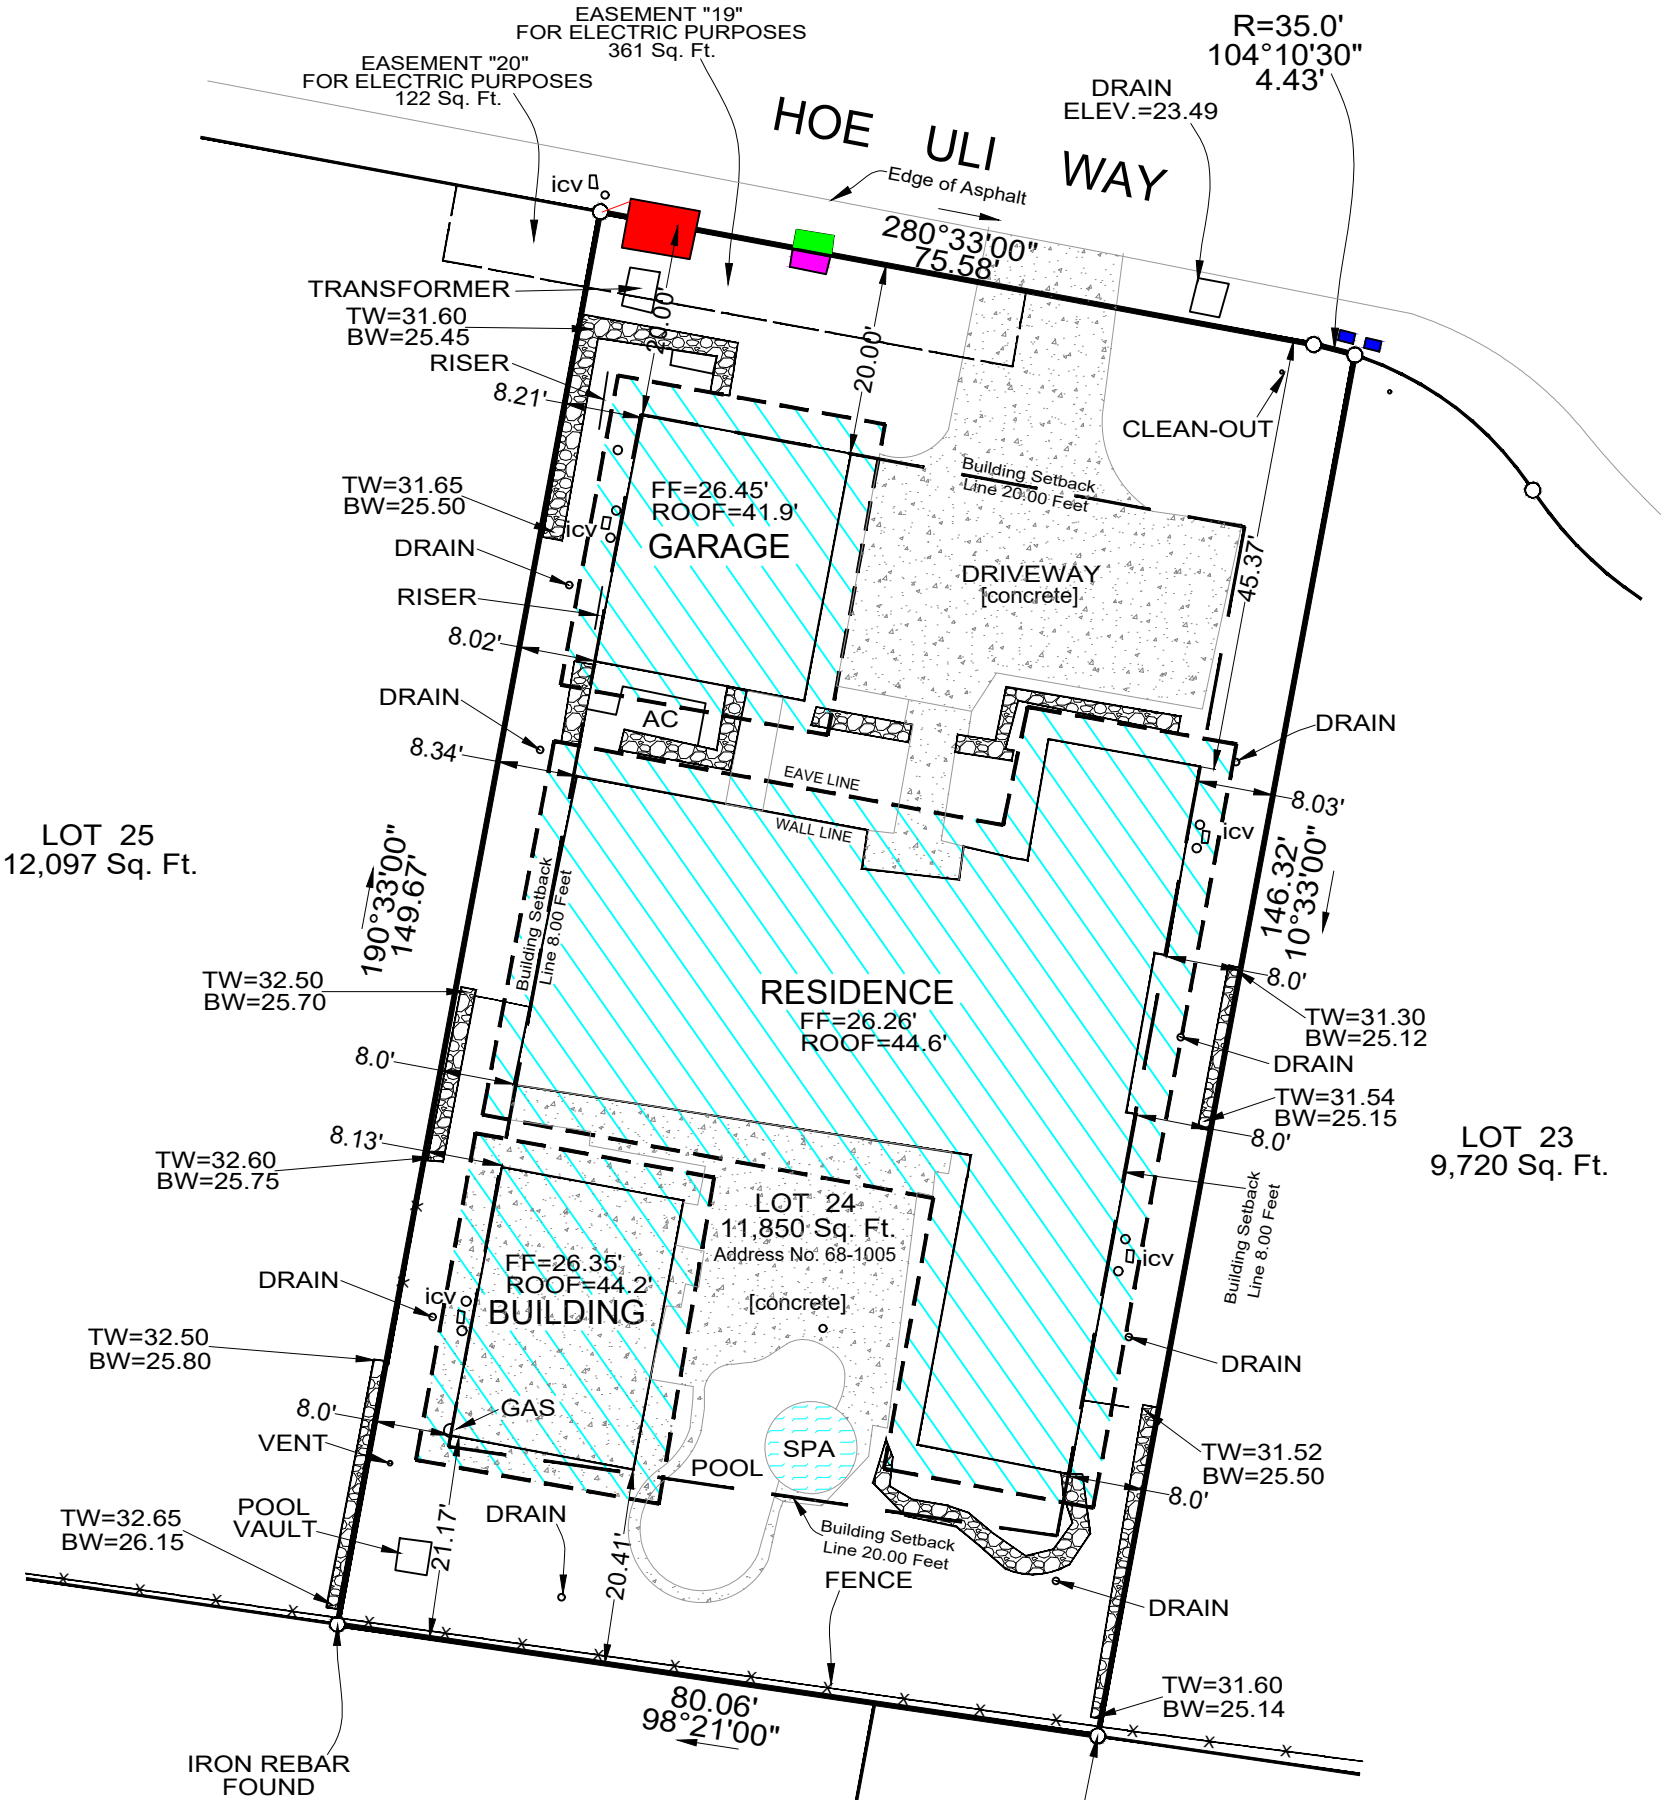 EASEMENT "19"
FOR ELECTRIC PURPOSES
361 Sq. Ft.
EASEMENT "20"
FOR ELECTRIC PURPOSES
122 Sq. Ft.
R=35.0'
104°10'30"
4.43'
DRAIN
ELEV.=23.49
HOE ULI WAY
Edge of Asphalt
280°33'00"
75.58'
icv
TRANSFORMER
TW=31.60
BW=25.45
RISER
8.21'
20.00'
20.00'
CLEAN-OUT
Building Setback
Line 20.00 Feet
TW=31.65
BW=25.50
icv
FF=26.45'
ROOF=41.9'
GARAGE
DRAIN
RISER
DRIVEWAY
[concrete]
45.37'
8.02'
DRAIN
AC
DRAIN
8.34'
EAVE LINE
WALL LINE
8.03'
icv
LOT 25
12,097 Sq. Ft.
190°33'00"
149.67'
Building Setback
Line 8.00 Feet
146.32'
10°33'00"
TW=32.50
BW=25.70
RESIDENCE
FF=26.26'
ROOF=44.6'
8.0'
TW=31.30
BW=25.12
DRAIN
8.0'
TW=31.54
BW=25.15
8.0'
LOT 23
9,720 Sq. Ft.
8.13'
TW=32.60
BW=25.75
LOT 24
11,850 Sq. Ft.
Address No. 68-1005
[concrete]
Building Setback
Line 8.00 Feet
icv
FF=26.35'
ROOF=44.2'
BUILDING
DRAIN
icv
TW=32.50
BW=25.80
DRAIN
8.0'
GAS
VENT
SPA
POOL
TW=31.52
BW=25.50
8.0'
TW=32.65
BW=26.15
POOL
VAULT
21.17'
DRAIN
20.41'
Building Setback
Line 20.00 Feet
FENCE
DRAIN
80.06'
98°21'00"
TW=31.60
BW=25.14
IRON REBAR
FOUND